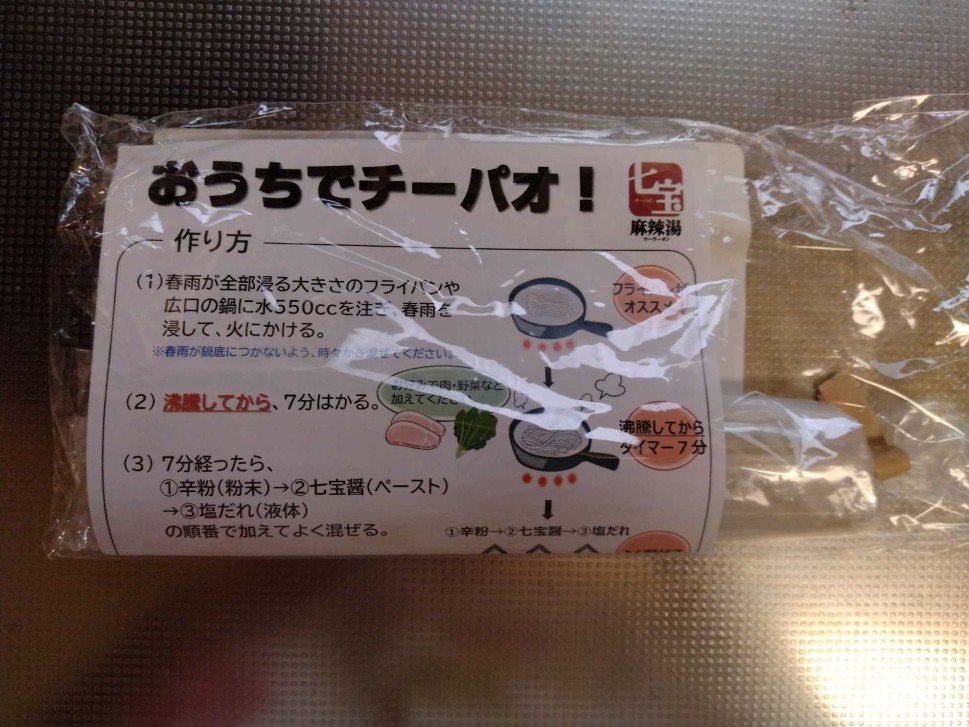 おうちでチーパオ！
七宝
麻辣湯
マーラータン
作り方
(1)春雨が全部浸る大きさのフライパンや
広口の鍋に水550ccを注ぎ、春雨を
浸して、火にかける。
※春雨が鍋底につかないよう、時々かき混ぜてください。
フライパンが
オススメ！
(2) 沸騰してから、7分はかる。
お好みで肉・野菜など
加えてください
沸騰してから
タイマー7分
(3) 7分経ったら、
①辛粉(粉末)→②七宝醤(ペースト)
→③塩だれ(液体)
の順番で加えてよく混ぜる。
①辛粉→②七宝醤→③塩だれ